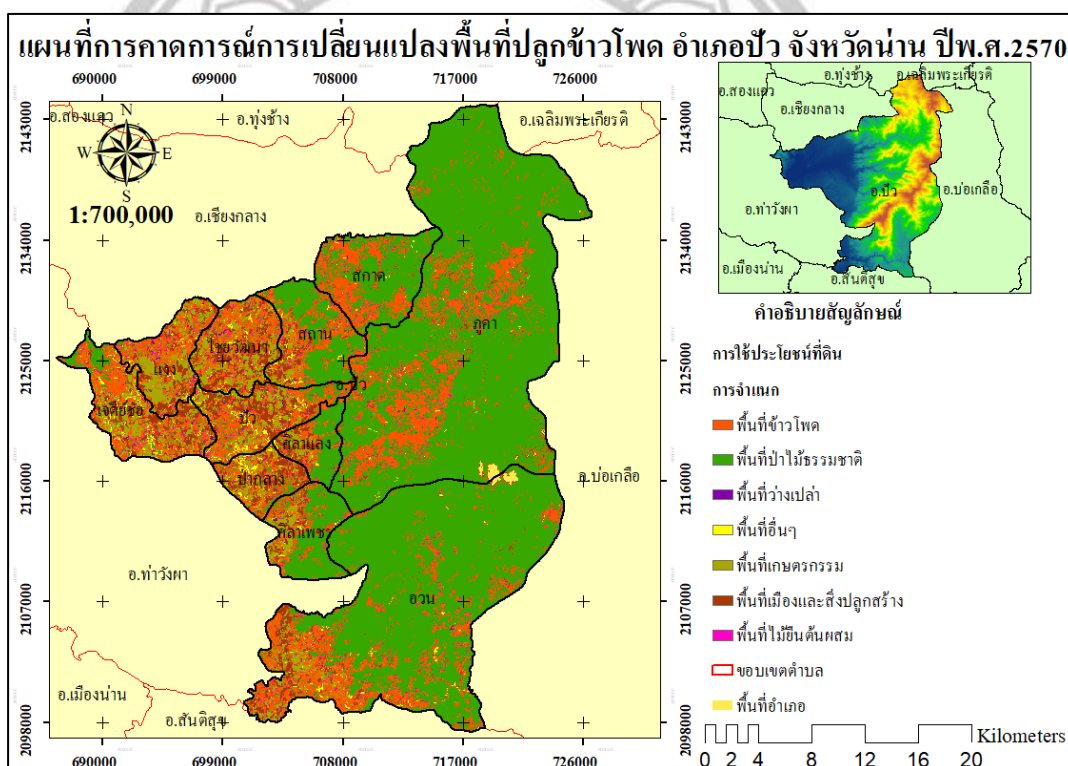 แผนที่การคาดการณ์การเปลี่ยนแปลงพื้นที่ปลูกข้าวโพด อำเภอปัว จังหวัดน่าน ปีพ.ศ.2570
690000 699000 7080000 717000 726000
2143000 2143000
2134000 2134000
2125000 2125000
2116000 2116000
2107000 2107000
2098000 2098000
อ.สองแคว
อ.ทุ่งช้าง
อ.เฉลิมพระเกียรติ
N
W E
S
1:700,000
อ.เชียงกลาง
สกาด
ภูคา
สถาน
ไชยวัฒนา
แงง
อ.ปัว
เจดีย์ชัย
ปัว
ศิลาแลง
ป่ากลาง
อ.บ่อเกลือ
ศิลาเพชร
อ.ท่าวังผา
อวน
อ.เมืองน่าน
อ.สันติสุข
690000 699000 7080000 717000 726000
อ.ทุ่งช้าง
อ.เฉลิมพระเกียรติ
อ.สองแคว
อ.เชียงกลาง
อ.ปัว
อ.บ่อเกลือ
อ.ท่าวังผา
อ.เมืองน่าน
อ.สันติสุข
คำอธิบายสัญลักษณ์
การใช้ประโยชน์ที่ดิน
การจำแนก
พื้นที่ข้าวโพด
พื้นที่ป่าไม้ธรรมชาติ
พื้นที่ว่างเปล่า
พื้นที่อื่นๆ
พื้นที่เกษตรกรรม
พื้นที่เมืองและสิ่งปลูกสร้าง
พื้นที่ไม้ยืนต้นผสม
ขอบเขตตำบล
พื้นที่อำเภอ
Kilometers
0 2 4 8 12 16 20